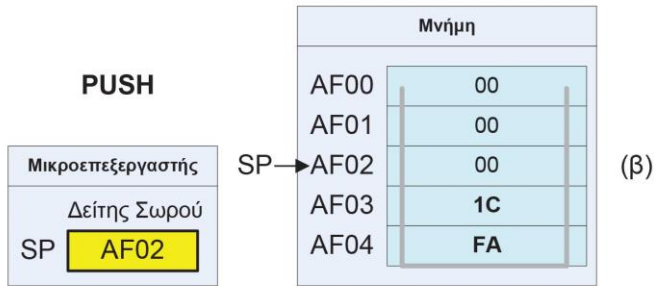 PUSH
Μικροεπεξεργαστής
Δείτης Σωρού
SP AF02
Μνήμη
AF00 00
AF01 00
SP AF02 00
AF03 1C
AF04 FA
(β)